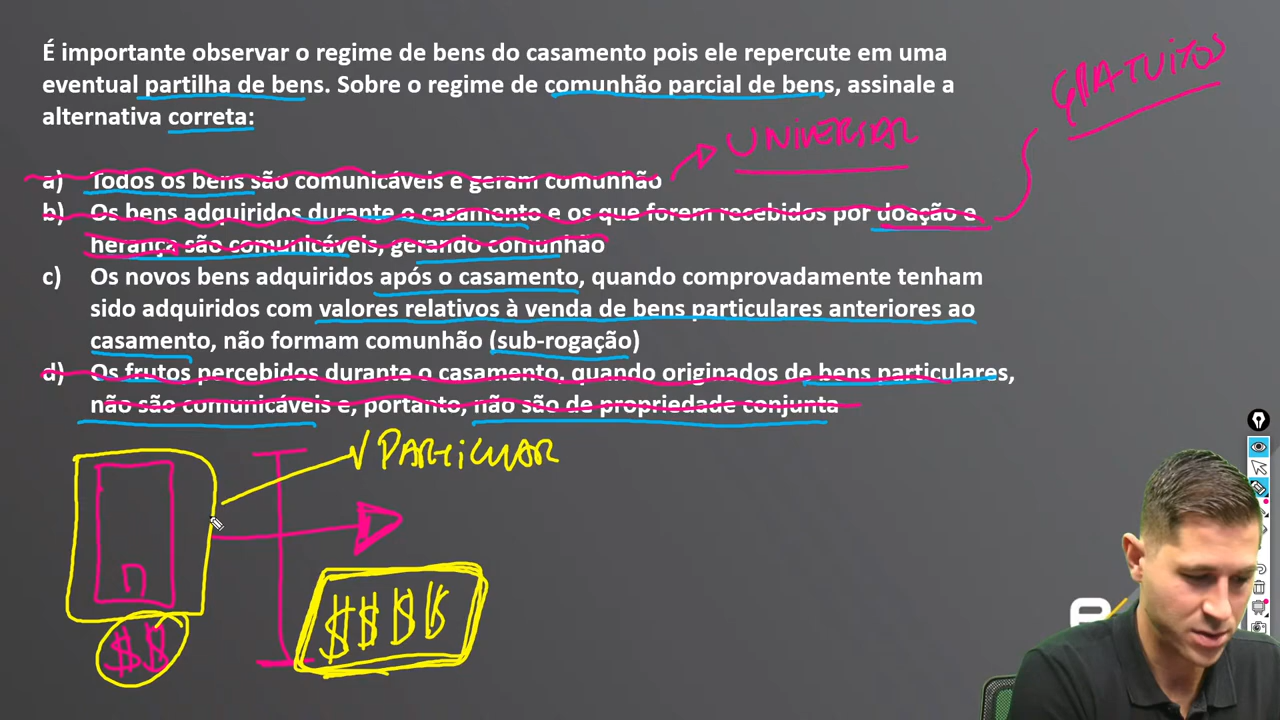 É importante observar o regime de bens do casamento pois ele repercute em uma
eventual partilha de bens. Sobre o regime de comunhão parcial de bens, assinale a
alternativa correta:
GRATUITOS
UNIVERSAL
a) Todos os bens são comunicáveis e geram comunhão
b) Os bens adquiridos durante o casamento e os que forem recebidos por doação e
herança são comunicáveis, gerando comunhão
c) Os novos bens adquiridos após o casamento, quando comprovadamente tenham
sido adquiridos com valores relativos à venda de bens particulares anteriores ao
casamento, não formam comunhão (sub-rogação)
d) Os frutos percebidos durante o casamento, quando originados de bens particulares,
não são comunicáveis e, portanto, não são de propriedade conjunta
PARTICULAR
$$$$
$$